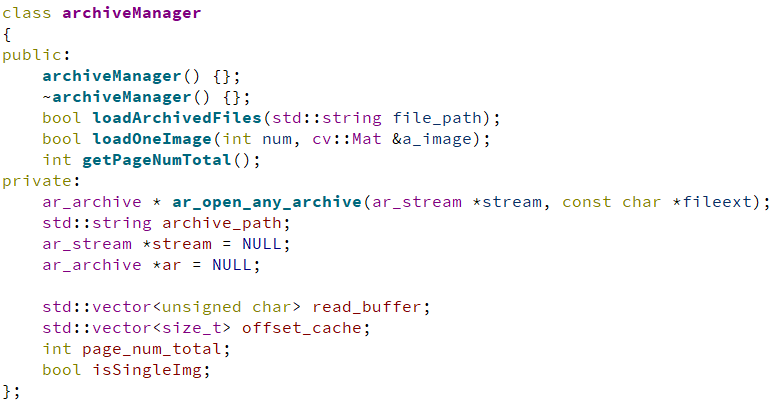 class archiveManager
{
public:
    archiveManager() {};
    ~archiveManager() {};
    bool loadArchivedFiles(std::string file_path);
    bool loadOneImage(int num, cv::Mat &a_image);
    int getPageNumTotal();
private:
    ar_archive * ar_open_any_archive(ar_stream *stream, const char *fileext);
    std::string archive_path;
    ar_stream *stream = NULL;
    ar_archive *ar = NULL;

    std::vector<unsigned char> read_buffer;
    std::vector<size_t> offset_cache;
    int page_num_total;
    bool isSingleImg;
};